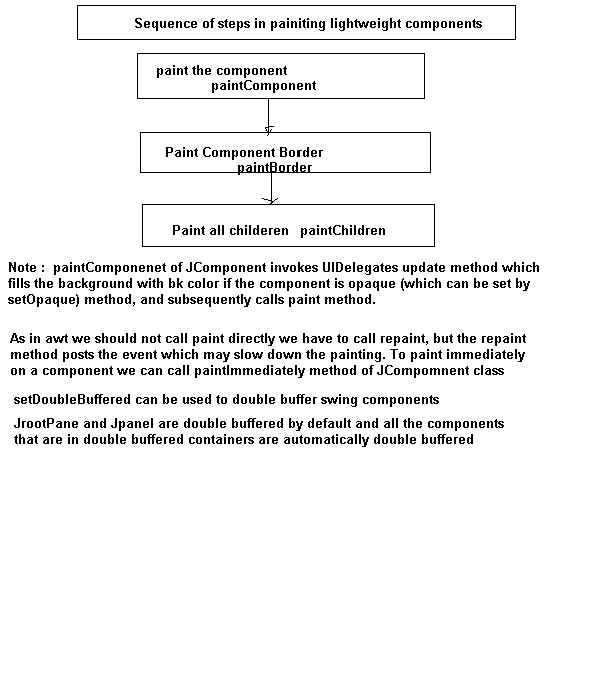 Sequence of steps in painiting lightweight components
paint the component
paintComponent
Paint Component Border
paintBorder
Paint all childeren paintChildren
Note : paintComponenet of JComponent invokes UIDelegates update method which
fills the background with bk color if the component is opaque (which can be set by
setOpaque) method, and subsequently calls paint method.
As in awt we should not call paint directly we have to call repaint, but the repaint
method posts the event which may slow down the painting. To paint immediately
on a component we can call paintImmediately method of JCompomnent class
setDoubleBuffered can be used to double buffer swing components
JrootPane and Jpanel are double buffered by default and all the components
that are in double buffered containers are automatically double buffered